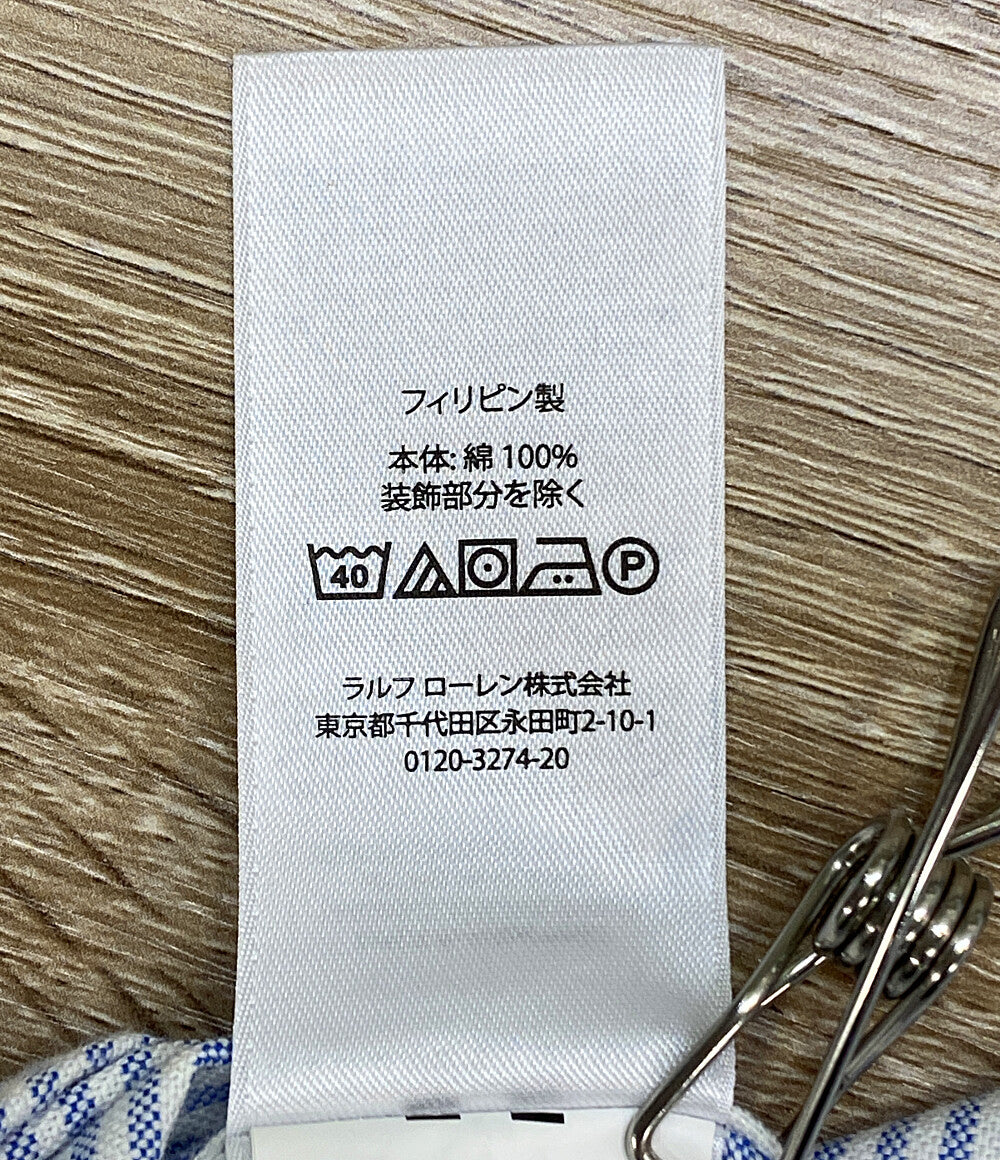 フィリピン製
本体: 綿 100%
装飾部分を除く
40 P
ラルフ ローレン株式会社
東京都千代田区永田町2-10-1
0120-3274-20